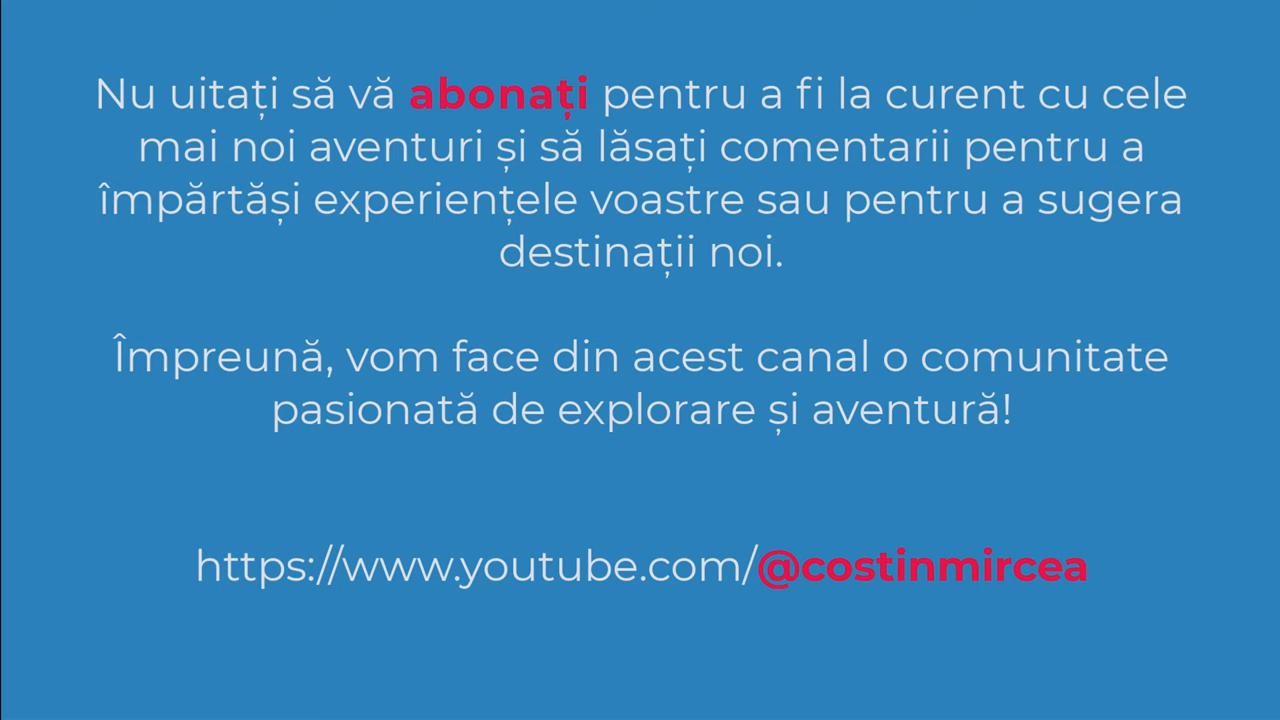 Nu uitați să vă abonați pentru a fi la curent cu cele
mai noi aventuri și să lăsați comentarii pentru a
împărtăși experiențele voastre sau pentru a sugera
destinații noi.
Împreună, vom face din acest canal o comunitate
pasionată de explorare și aventură!
https://www.youtube.com/@costinmircea